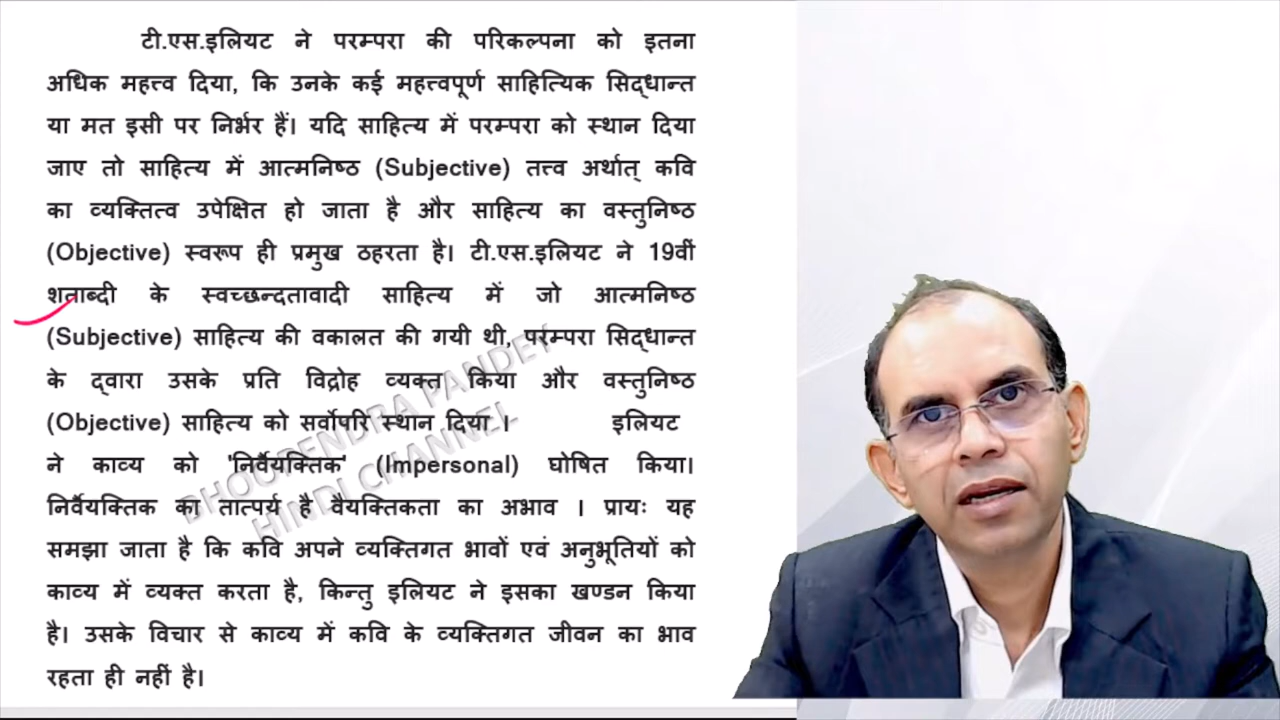 टी.एस.इलियट ने परम्परा की परिकल्पना को इतना
अधिक महत्त्व दिया, कि उनके कई महत्त्वपूर्ण साहित्यिक सिद्धान्त
या मत इसी पर निर्भर हैं। यदि साहित्य में परम्परा को स्थान दिया
जाए तो साहित्य में आत्मनिष्ठ (Subjective) तत्त्व अर्थात् कवि
का व्यक्तित्व उपेक्षित हो जाता है और साहित्य का वस्तुनिष्ठ
(Objective) स्वरूप ही प्रमुख ठहरता है। टी.एस.इलियट ने 19वीं
शताब्दी के स्वच्छन्दतावादी साहित्य में जो आत्मनिष्ठ
(Subjective) साहित्य की वकालत की गयी थी, परम्परा सिद्धान्त
के द्वारा उसके प्रति विद्रोह व्यक्त किया और वस्तुनिष्ठ
(Objective) साहित्य को सर्वोपरि स्थान दिया । इलियट
ने काव्य को 'निर्वैयक्तिक' (Impersonal) घोषित किया।
निर्वैयक्तिक का तात्पर्य है वैयक्तिकता का अभाव । प्रायः यह
समझा जाता है कि कवि अपने व्यक्तिगत भावों एवं अनुभूतियों को
काव्य में व्यक्त करता है, किन्तु इलियट ने इसका खण्डन किया
है। उसके विचार से काव्य में कवि के व्यक्तिगत जीवन का भाव
रहता ही नहीं है।
DHOORENDRA PANDEY
HINDI CHANNEL